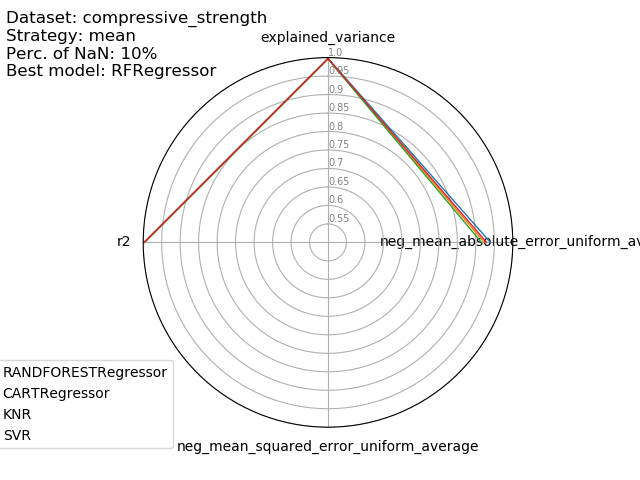 Dataset: compressive_strength
Strategy: mean
Perc. of NaN: 10%
Best model: RFRegressor
explained_variance
1.0
0.95
0.9
0.85
0.8
0.75
0.7
0.65
0.6
0.55
r2
neg_mean_absolute_error_uniform_av
RANDFORESTRegressor
CARTRegressor
KNR
SVR
neg_mean_squared_error_uniform_average